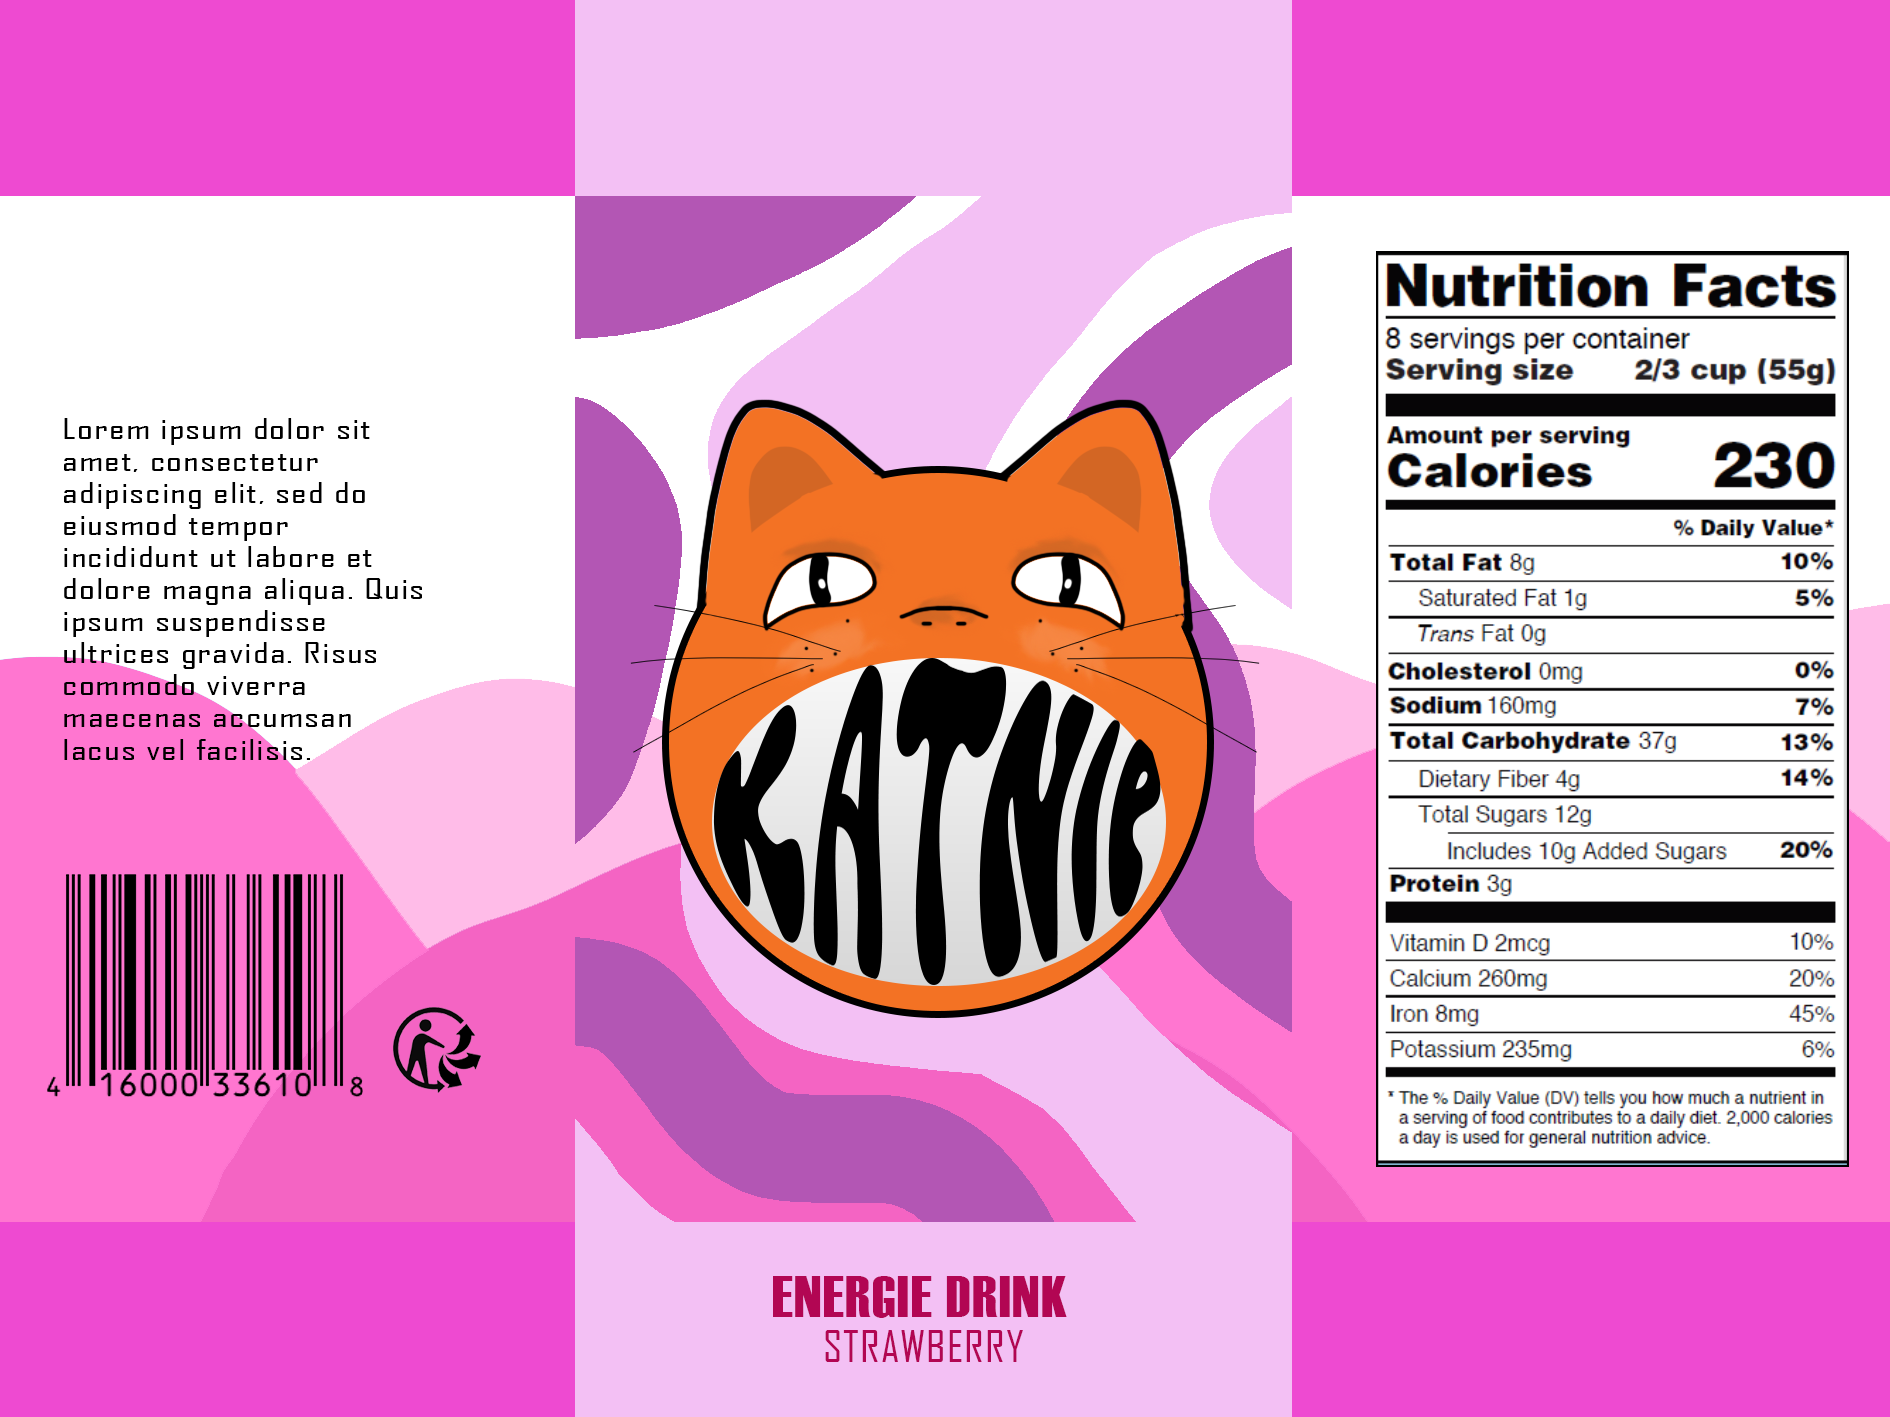 Lorem ipsum dolor sit
amet, consectetur
adipiscing elit, sed do
eiusmod tempor
incididunt ut labore et
dolore magna aliqua. Quis
ipsum suspendisse
ultrices gravida. Risus
commodo viverra
maecenas accumsan
lacus vel facilisis.
4 16000 33610 8
KATNIP
ENERGIE DRINK
STRAWBERRY
Nutrition Facts
8 servings per container
Serving size 2/3 cup (55g)
Amount per serving
Calories 230
% Daily Value*
Total Fat 8g 10%
Saturated Fat 1g 5%
Trans Fat 0g
Cholesterol 0mg 0%
Sodium 160mg 7%
Total Carbohydrate 37g 13%
Dietary Fiber 4g 14%
Total Sugars 12g
Includes 10g Added Sugars 20%
Protein 3g
Vitamin D 2mcg 10%
Calcium 260mg 20%
Iron 8mg 45%
Potassium 235mg 6%
* The % Daily Value (DV) tells you how much a nutrient in
a serving of food contributes to a daily diet. 2,000 calories
a day is used for general nutrition advice.